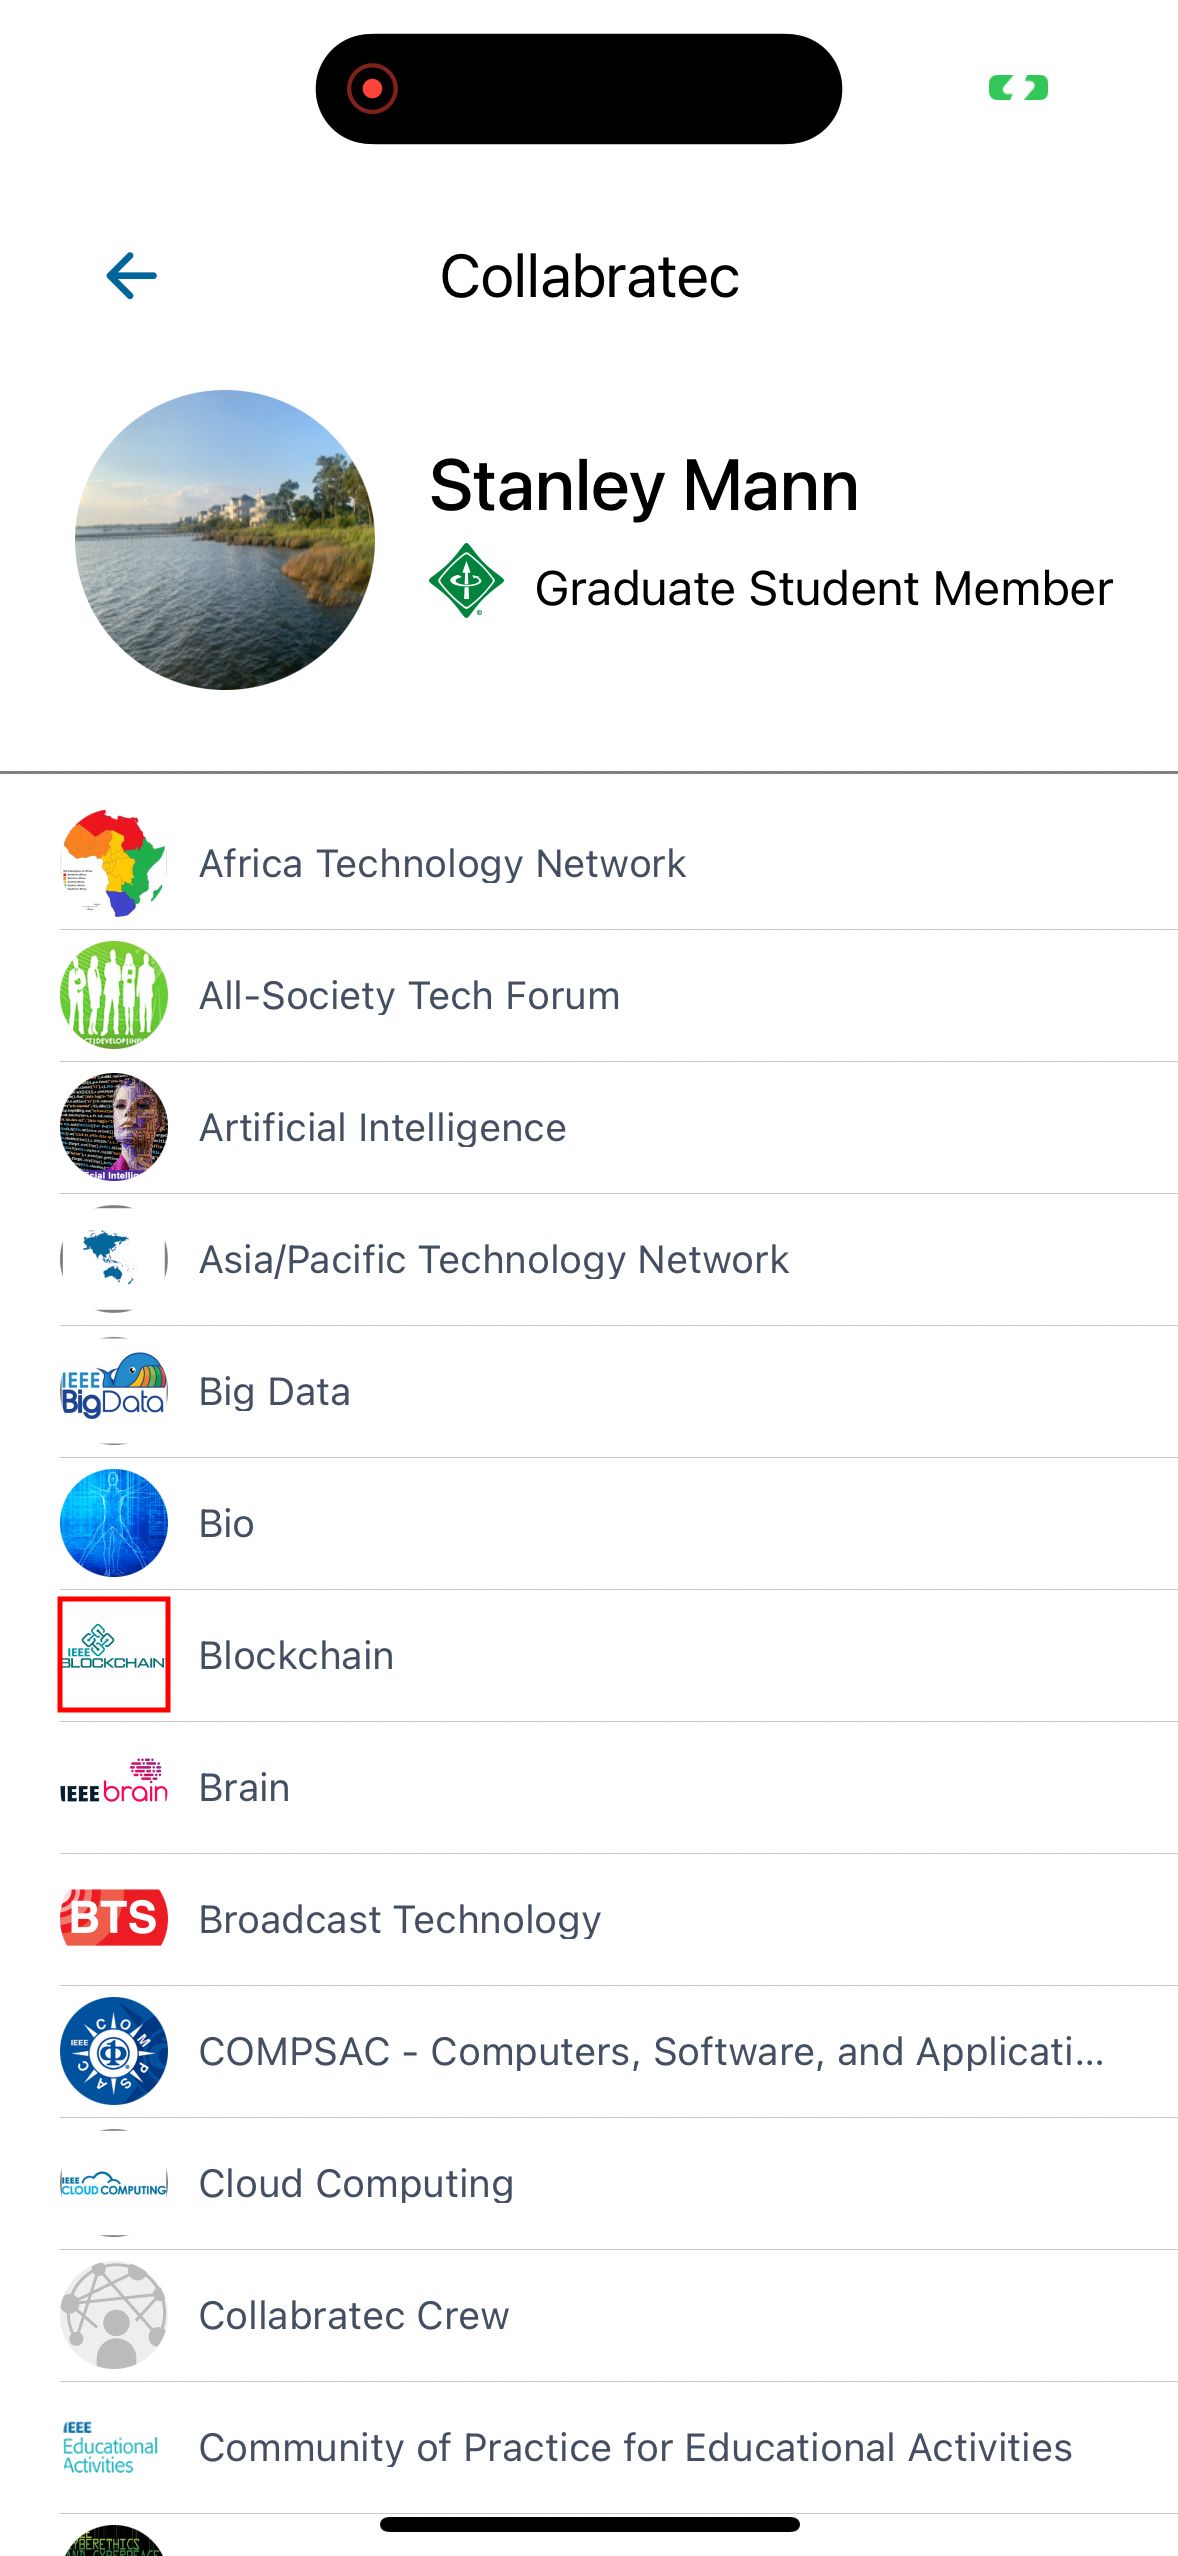 Collabratec
Stanley Mann
Graduate Student Member
Africa Technology Network
All-Society Tech Forum
Artificial Intelligence
Asia/Pacific Technology Network
IEEE
BigData
Big Data
Bio
IEEE
BLOCKCHAIN
Blockchain
IEEE brain
Brain
BTS
Broadcast Technology
IEEE
COMPSAC
COMPSAC - Computers, Software, and Applicati...
IEEE
CLOUD COMPUTING
Cloud Computing
Collabratec Crew
IEEE
Educational
Activities
Community of Practice for Educational Activities